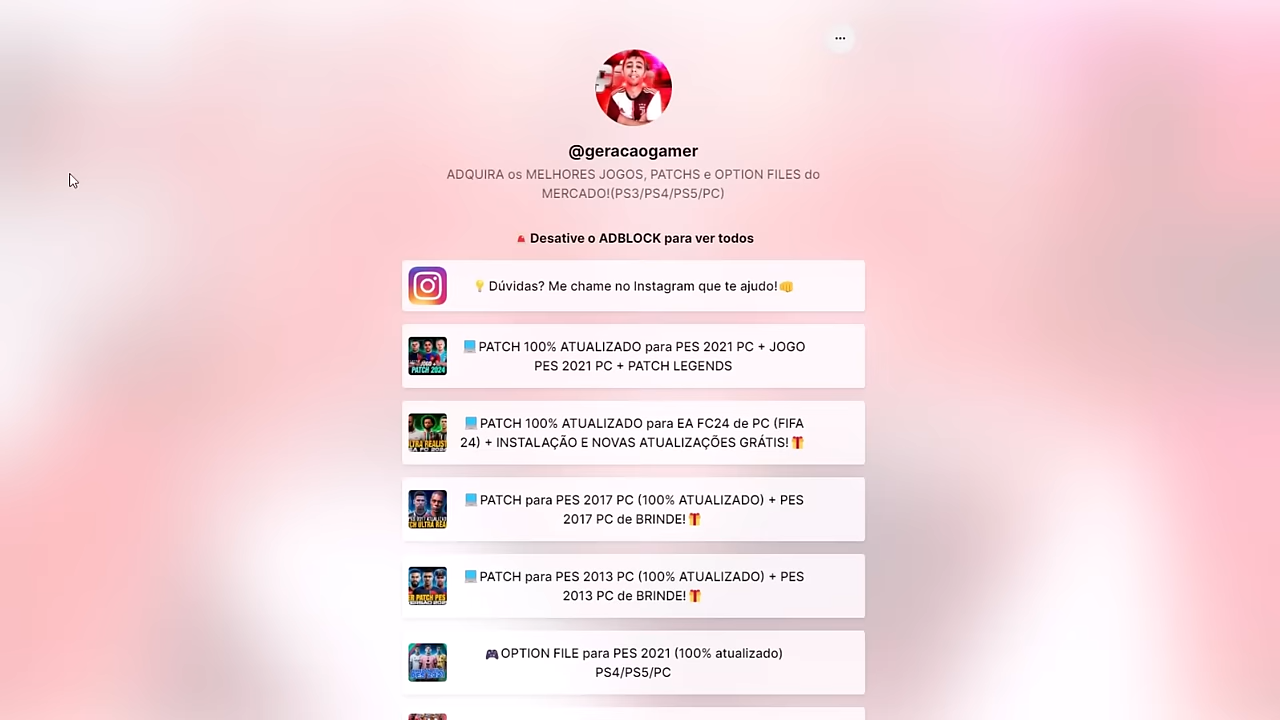 @geracaogamer
ADQUIRA os MELHORES JOGOS, PATCHS e OPTION FILES do
MERCADO!(PS3/PS4/PS5/PC)
Desative o ADBLOCK para ver todos
Dúvidas? Me chame no Instagram que te ajudo!
PATCH 100% ATUALIZADO para PES 2021 PC + JOGO
PES 2021 PC + PATCH LEGENDS
PATCH 100% ATUALIZADO para EA FC24 de PC (FIFA
24) + INSTALAÇÃO E NOVAS ATUALIZAÇÕES GRÁTIS!
PATCH para PES 2017 PC (100% ATUALIZADO) + PES
2017 PC de BRINDE!
PATCH para PES 2013 PC (100% ATUALIZADO) + PES
2013 PC de BRINDE!
OPTION FILE para PES 2021 (100% atualizado)
PS4/PS5/PC